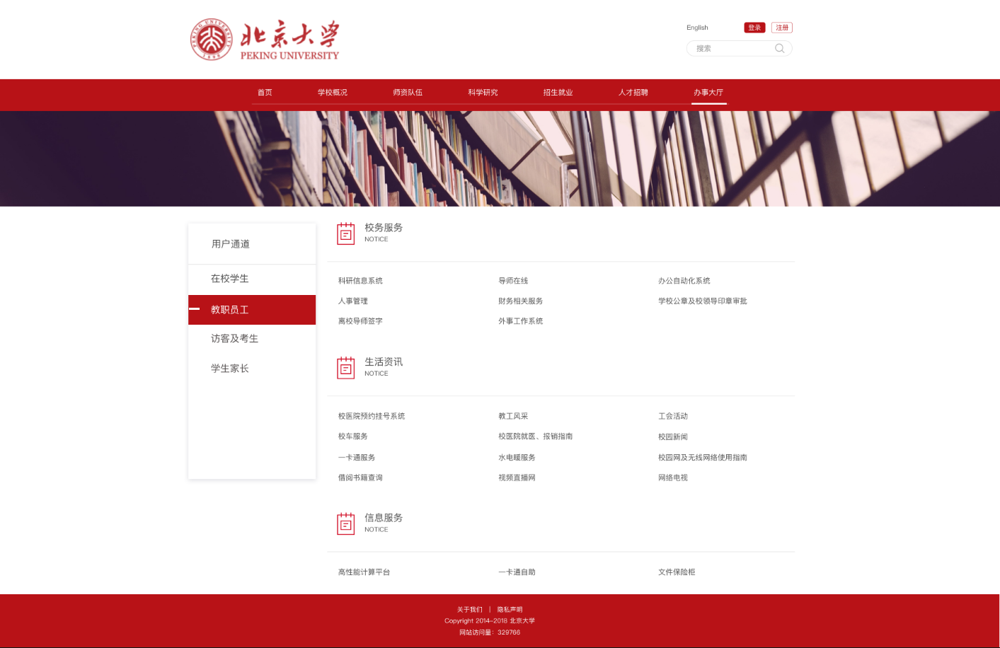 北京大学
PEKING UNIVERSITY
English
登录
注册
搜索
首页
学校概况
师资队伍
科学研究
招生就业
人才招聘
办事大厅
用户通道
在校学生
教职员工
访客及考生
学生家长
校务服务
NOTICE
科研信息系统
导师在线
办公自动化系统
人事管理
财务相关服务
学校公章及校领导印章审批
离校导师签字
外事工作系统
生活资讯
NOTICE
校医院预约挂号系统
教工风采
工会活动
校车服务
校医院就医、报销指南
校园新闻
一卡通服务
水电暖服务
校园网及无线网络使用指南
借阅书籍查询
视频直播网
网络电视
信息服务
NOTICE
高性能计算平台
一卡通自助
文件保险柜
关于我们 | 隐私声明
Copyright 2014-2018 北京大学
网站访问量：329766